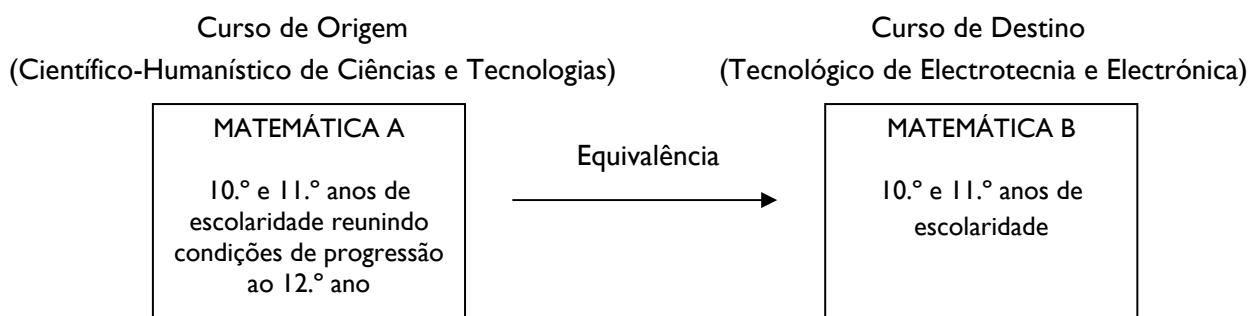 Curso de Origem
(Científico-Humanístico de Ciências e Tecnologias)
Curso de Destino
(Tecnológico de Electrotecnia e Electrónica)
MATEMÁTICA A
10.º e 11.º anos de
escolaridade reunindo
condições de progressão
ao 12.º ano
Equivalência
MATEMÁTICA B
10.º e 11.º anos de
escolaridade